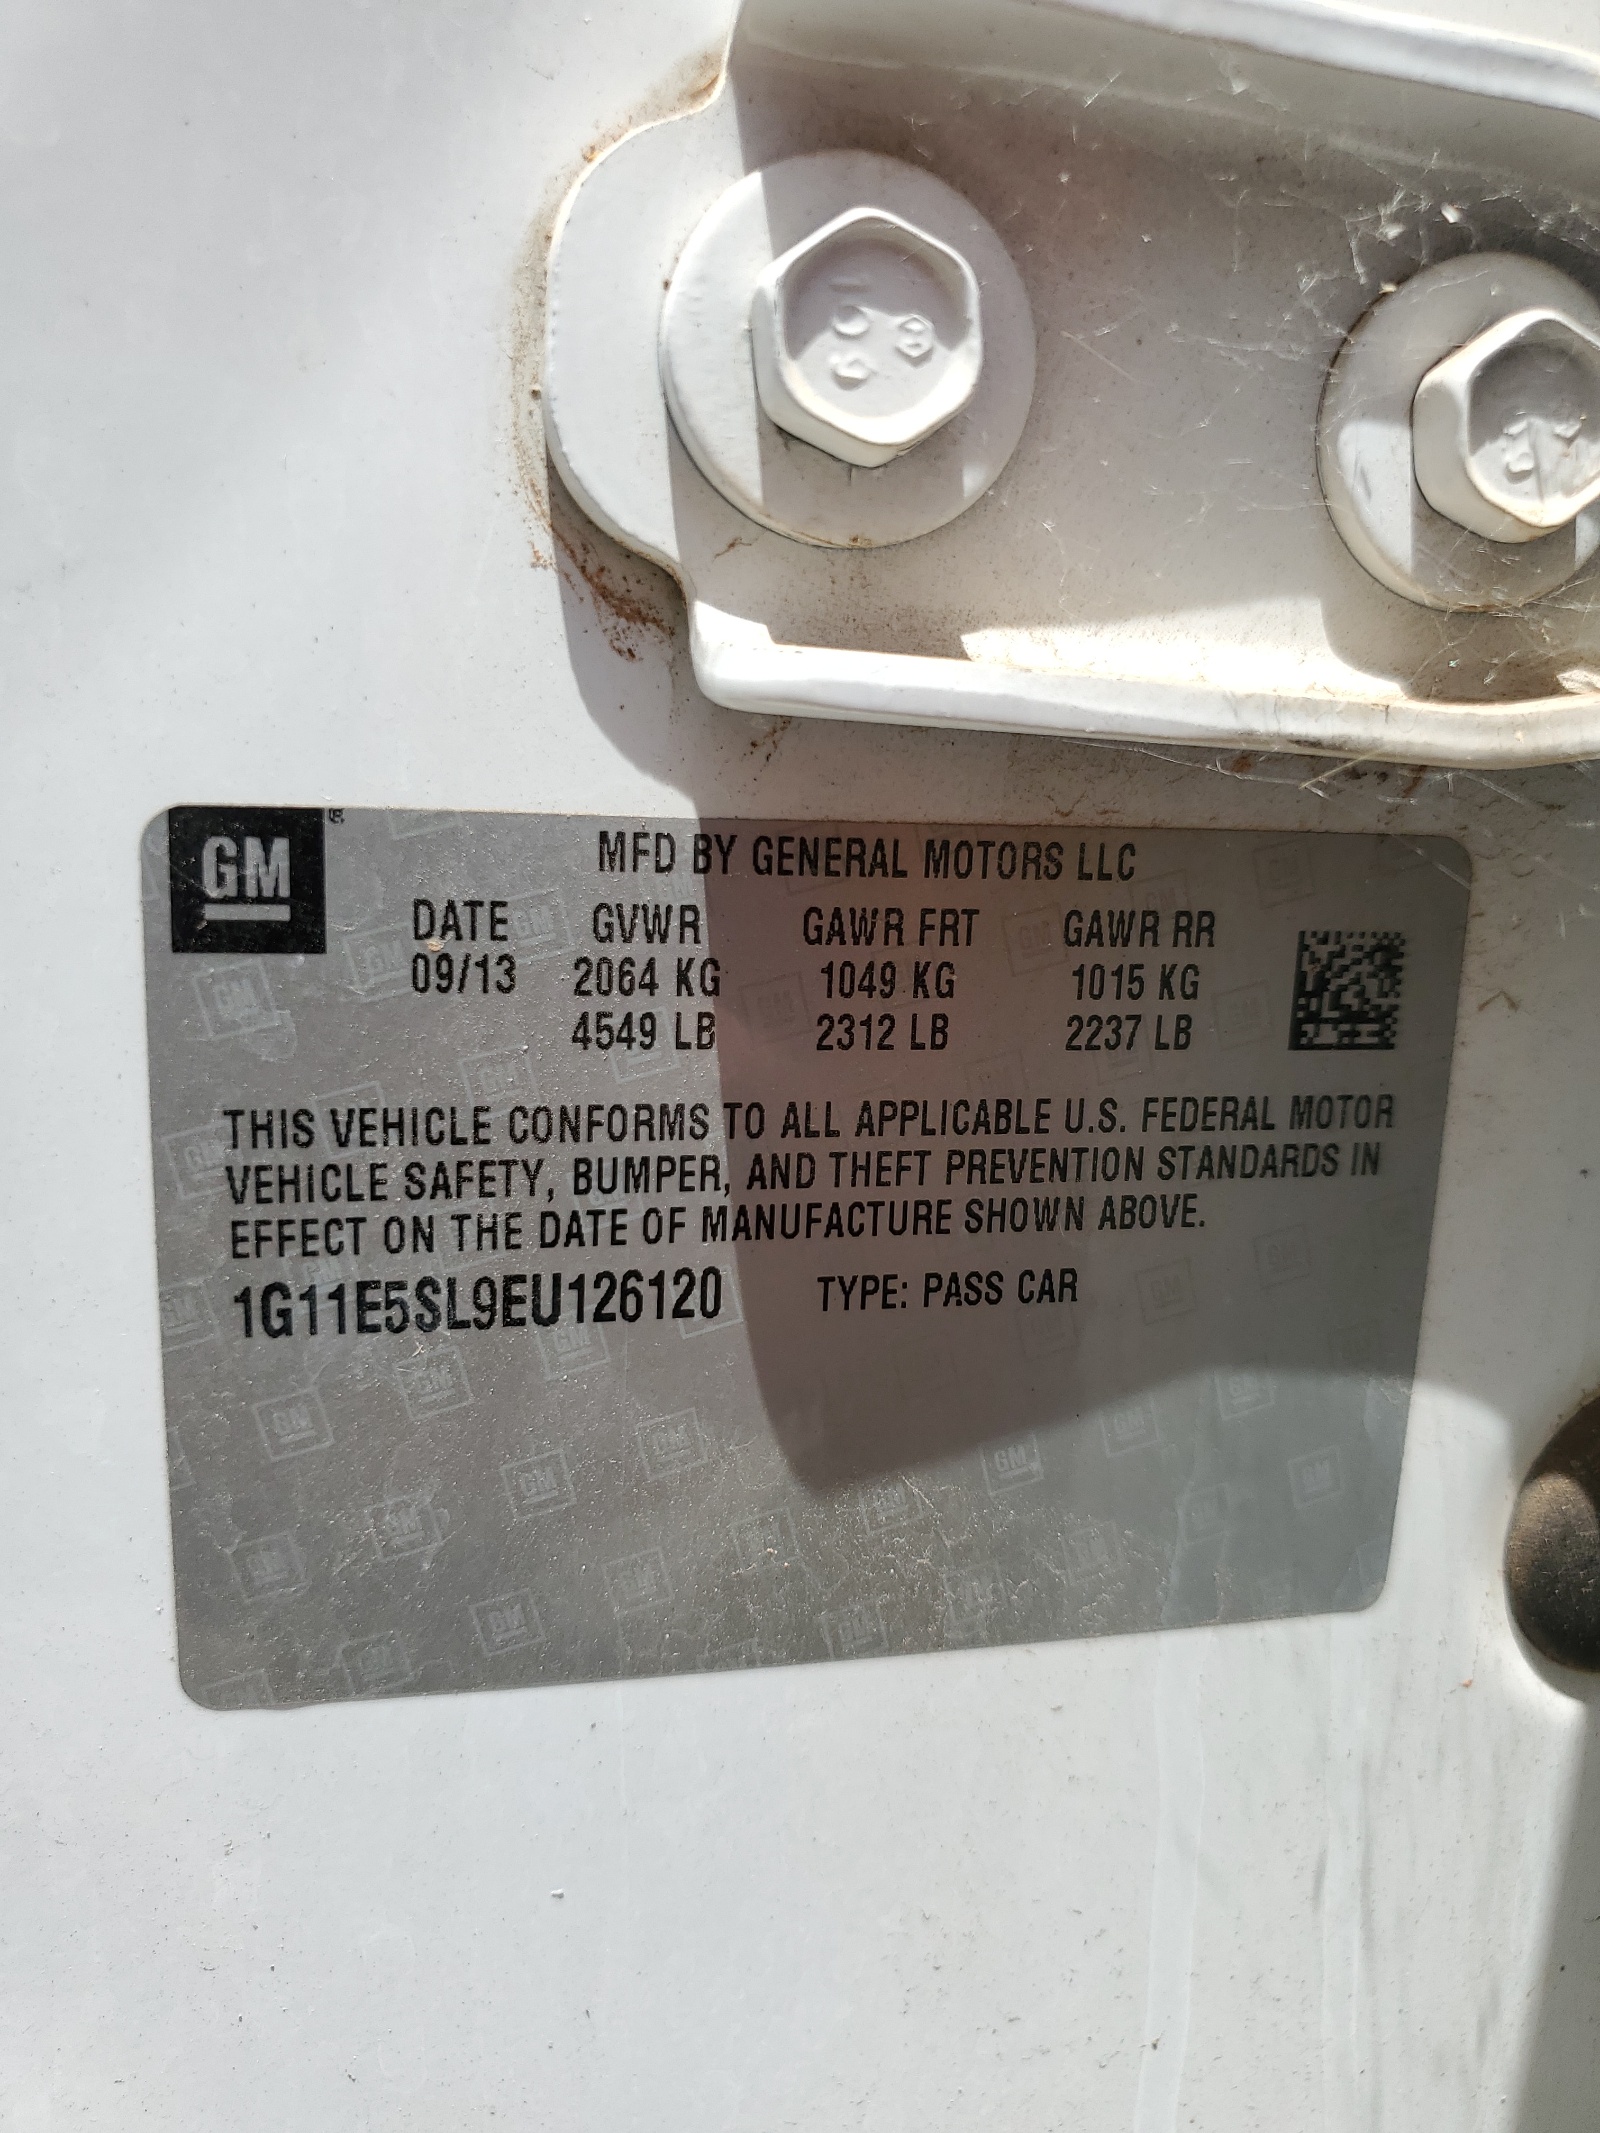 GM ®
MFD BY GENERAL MOTORS LLC
DATE GVWR GAWR FRT GAWR RR
09/13 2064 KG 1049 KG 1015 KG
4549 LB 2312 LB 2237 LB
THIS VEHICLE CONFORMS TO ALL APPLICABLE U.S. FEDERAL MOTOR
VEHICLE SAFETY, BUMPER, AND THEFT PREVENTION STANDARDS IN
EFFECT ON THE DATE OF MANUFACTURE SHOWN ABOVE.
1G11E5SL9EU126120 TYPE: PASS CAR